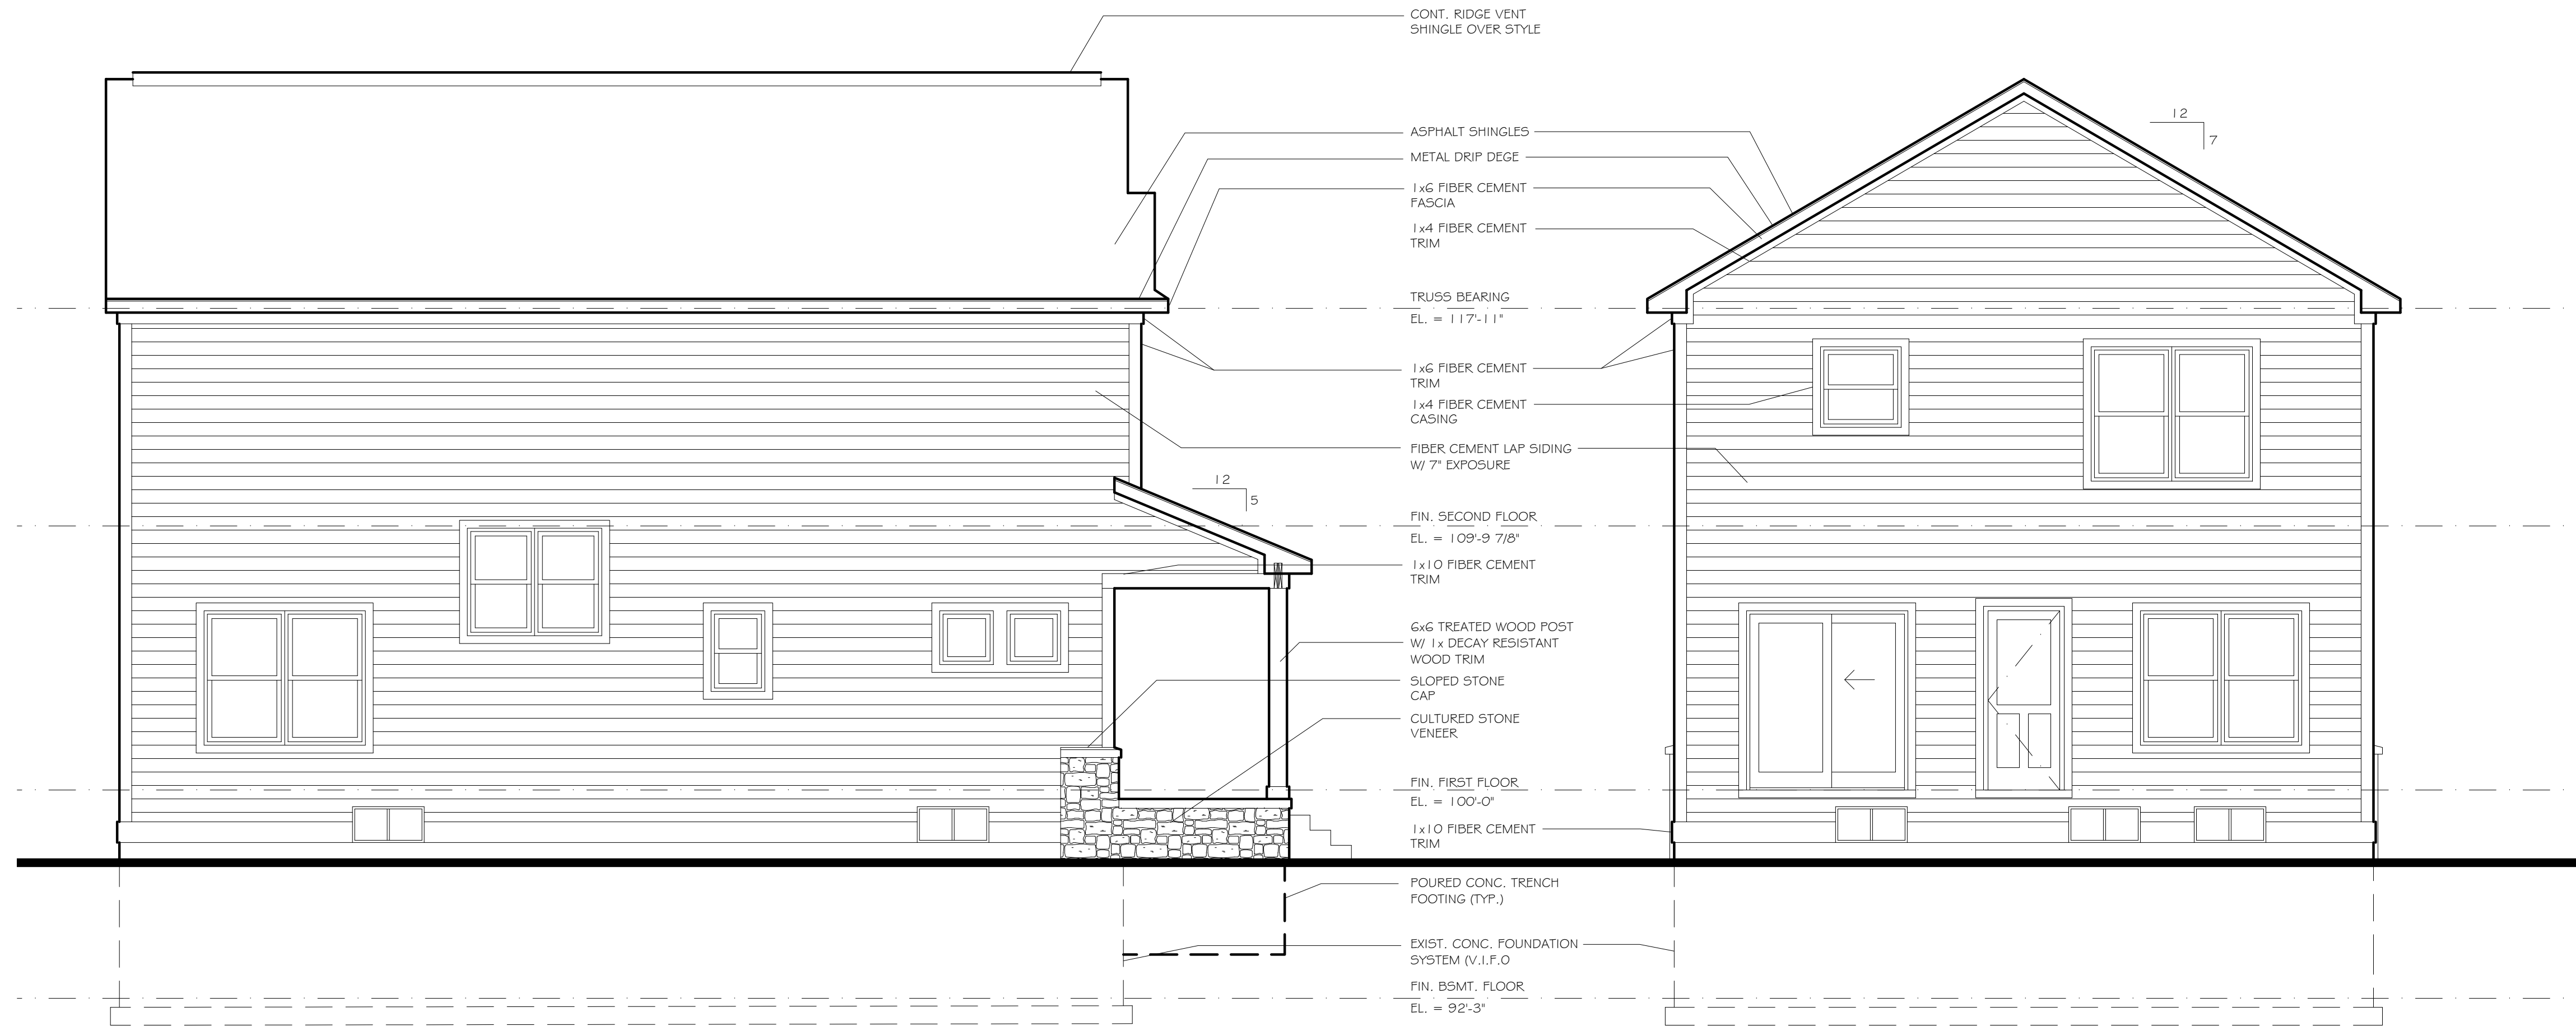 CONT. RIDGE VENT
SHINGLE OVER STYLE
ASPHALT SHINGLES
12
7
METAL DRIP DEGE
1x6 FIBER CEMENT
FASCIA
1x4 FIBER CEMENT
TRIM
TRUSS BEARING
EL. = 117'-11"
1x6 FIBER CEMENT
TRIM
1x4 FIBER CEMENT
CASING
FIBER CEMENT LAP SIDING
W/ 7" EXPOSURE
12
5
FIN. SECOND FLOOR
EL. = 109'-9 7/8"
1x10 FIBER CEMENT
TRIM
6x6 TREATED WOOD POST
W/ 1x DECAY RESISTANT
WOOD TRIM
SLOPED STONE
CAP
CULTURED STONE
VENEER
FIN. FIRST FLOOR
EL. = 100'-0"
1x10 FIBER CEMENT
TRIM
POURED CONC. TRENCH
FOOTING (TYP.)
EXIST. CONC. FOUNDATION
SYSTEM (V.I.F.O
FIN. BSMT. FLOOR
EL. = 92'-3"